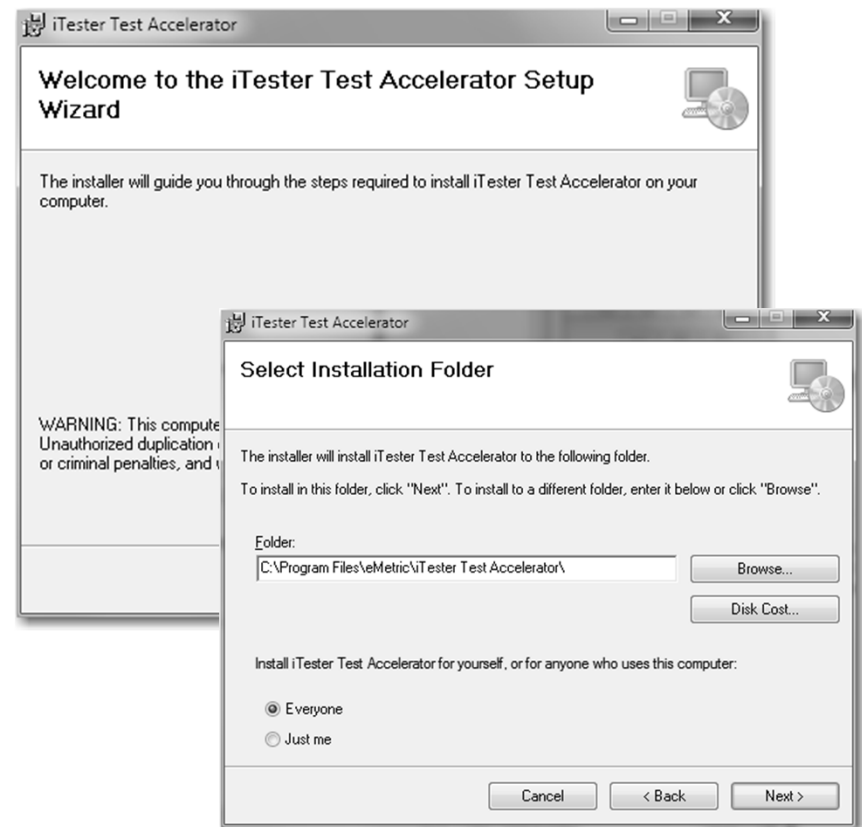 iTester Test Accelerator
Welcome to the iTester Test Accelerator Setup
Wizard
The installer will guide you through the steps required to install iTester Test Accelerator on your
computer.
WARNING: This compute
Unauthorized duplication
or criminal penalties, and
iTester Test Accelerator
Select Installation Folder
The installer will install iTester Test Accelerator to the following folder.
To install in this folder, click "Next". To install to a different folder, enter it below or click "Browse".
Folder:
C:\Program Files\eMetric\iTester Test Accelerator\
Browse...
Disk Cost...
Install iTester Test Accelerator for yourself, or for anyone who uses this computer:
Everyone
Just me
Cancel < Back Next >